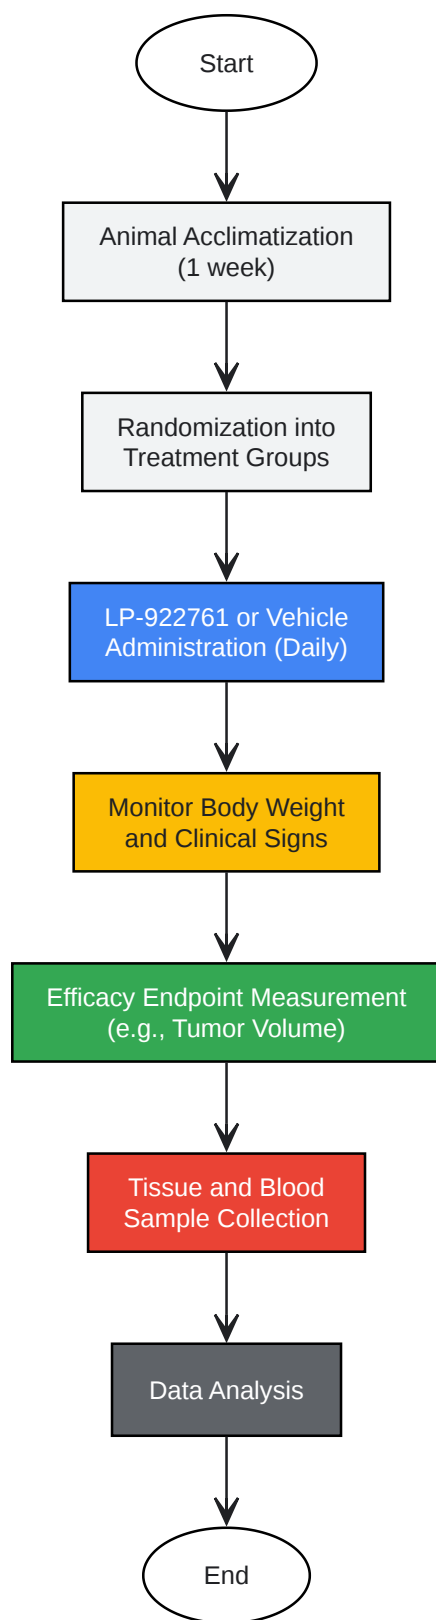 Start
Animal Acclimatization
(1 week)
Randomization into
Treatment Groups
LP-922761 or Vehicle
Administration (Daily)
Monitor Body Weight
and Clinical Signs
Efficacy Endpoint Measurement
(e.g., Tumor Volume)
Tissue and Blood
Sample Collection
Data Analysis
End